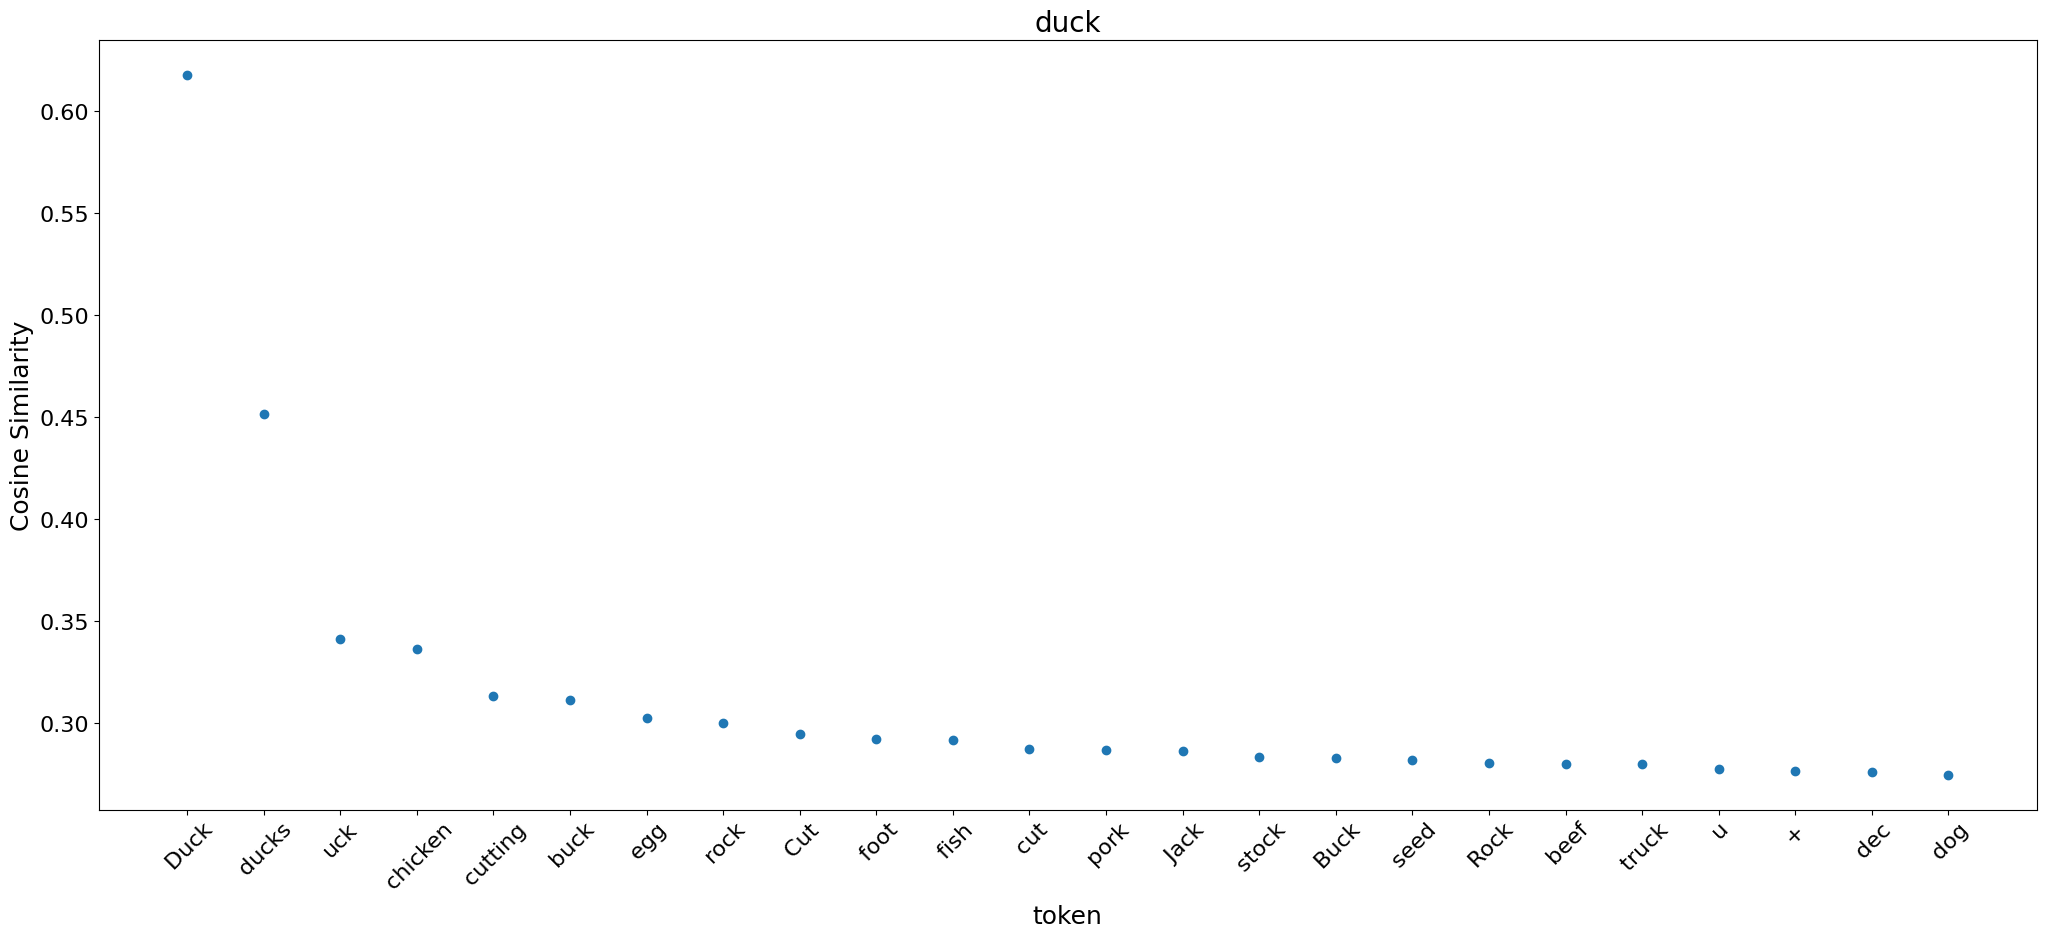 duck
Cosine Similarity
0.60
0.55
0.50
0.45
0.40
0.35
0.30
Duck
ducks
uck
chicken
cutting
buck
egg
rock
Cut
foot
fish
cut
pork
Jack
stock
Buck
seed
Rock
beef
truck
u
+
dec
dog
token